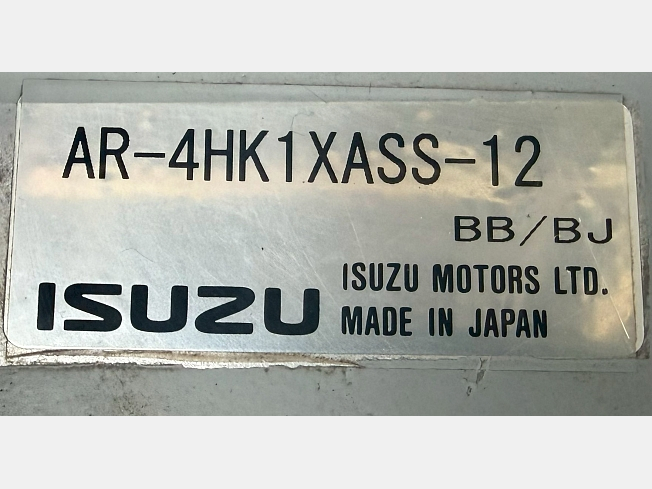 AR-4HK1XASS-12
BB/BJ
ISUZU ISUZU MOTORS LTD.
MADE IN JAPAN